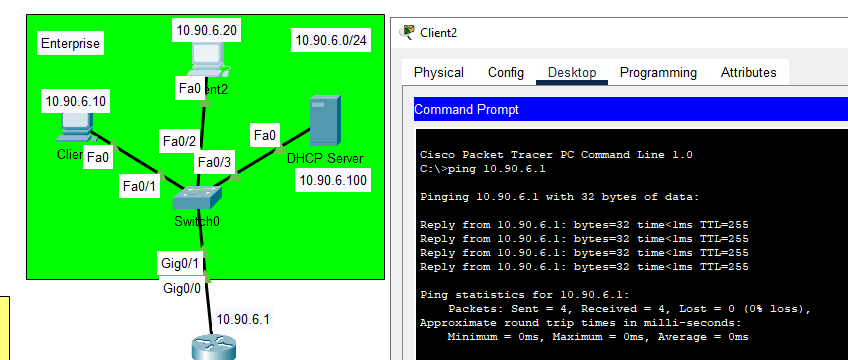 Enterprise
10.90.6.20
10.90.6.0/24
10.90.6.10
Fa0
Fa0
Fa0/2
Fa0
Fa0/3
DHCP Server
Fa0/1
10.90.6.100
Switch0
Gig0/1
Gig0/0
10.90.6.1
Client2
Physical Config Desktop Programming Attributes
Command Prompt
Cisco Packet Tracer PC Command Line 1.0
C:\>ping 10.90.6.1
Pinging 10.90.6.1 with 32 bytes of data:
Reply from 10.90.6.1: bytes=32 time<1ms TTL=255
Reply from 10.90.6.1: bytes=32 time<1ms TTL=255
Reply from 10.90.6.1: bytes=32 time<1ms TTL=255
Reply from 10.90.6.1: bytes=32 time<1ms TTL=255
Ping statistics for 10.90.6.1:
Packets: Sent = 4, Received = 4, Lost = 0 (0% loss),
Approximate round trip times in milli-seconds:
Minimum = 0ms, Maximum = 0ms, Average = 0ms